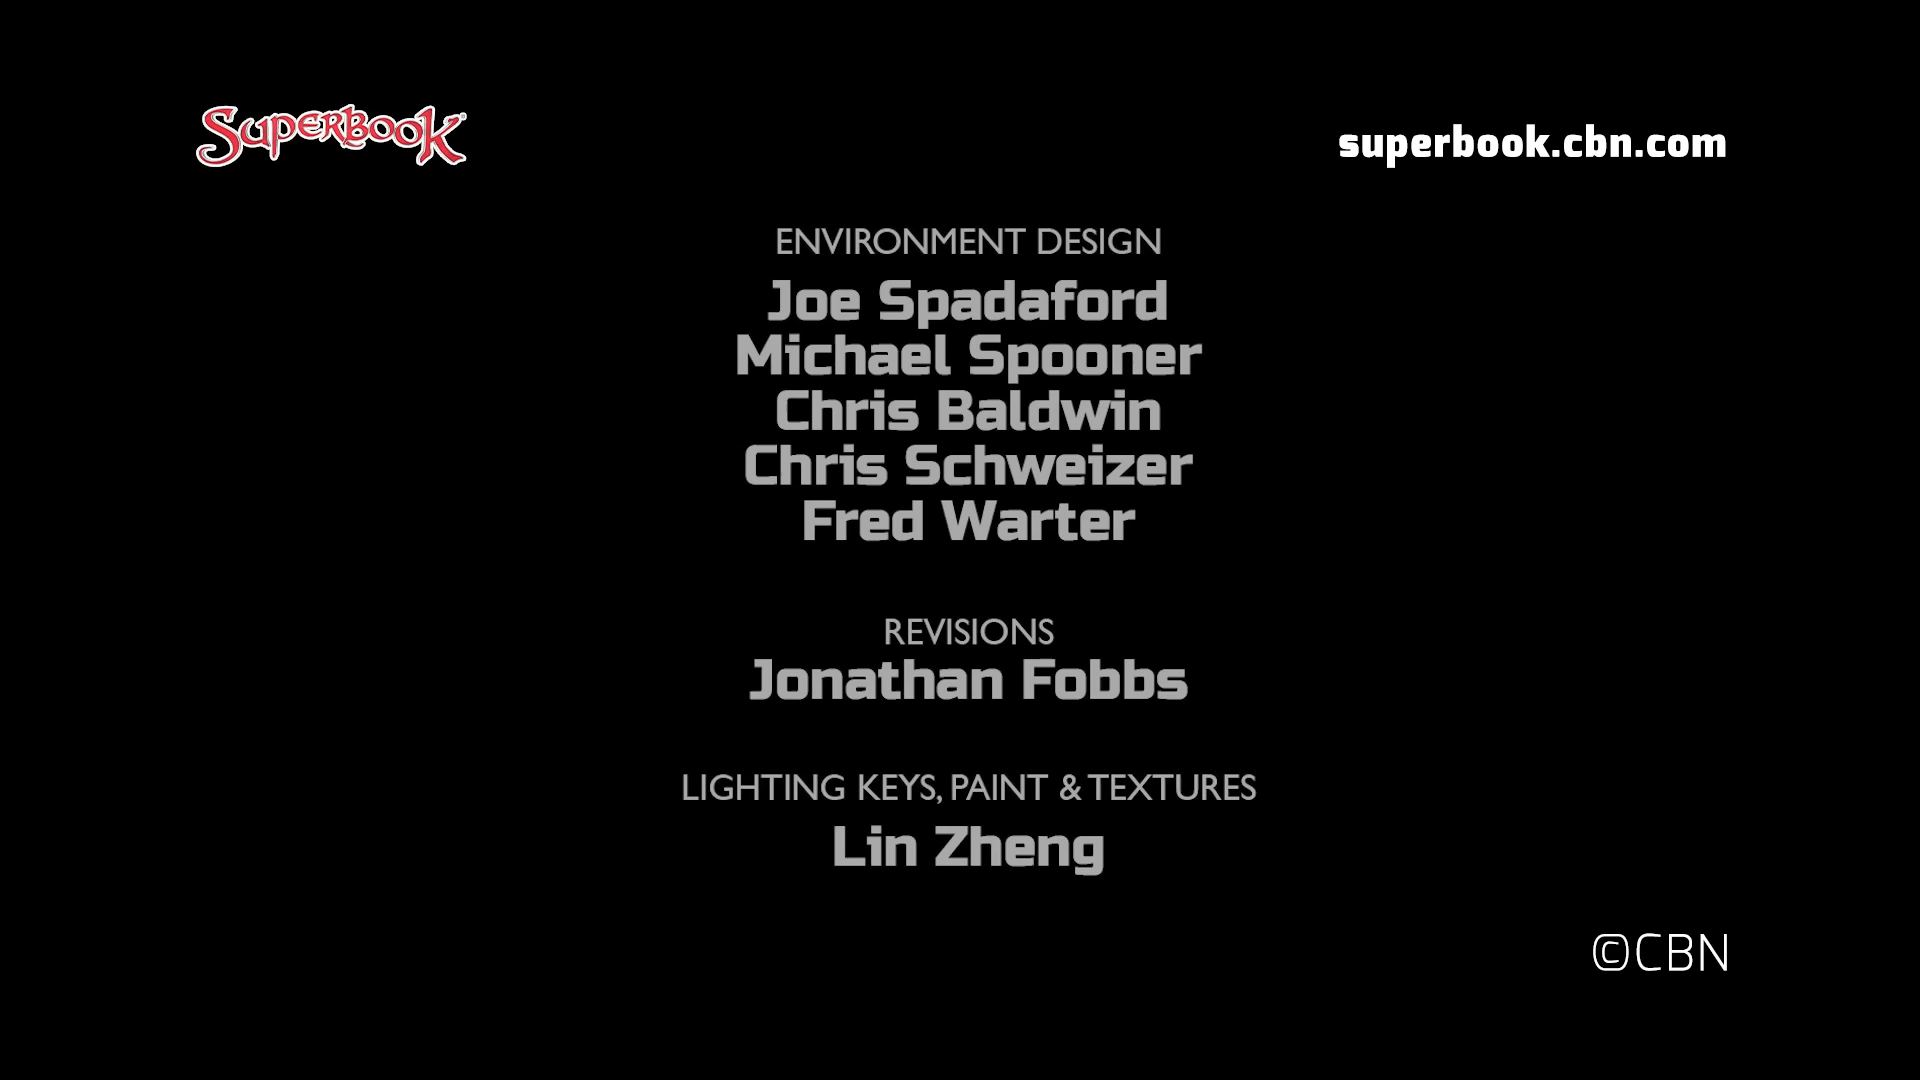 Superbook
superbook.cbn.com
ENVIRONMENT DESIGN
Joe Spadaford
Michael Spooner
Chris Baldwin
Chris Schweizer
Fred Warter
REVISIONS
Jonathan Fobbs
LIGHTING KEYS, PAINT & TEXTURES
Lin Zheng
©CBN